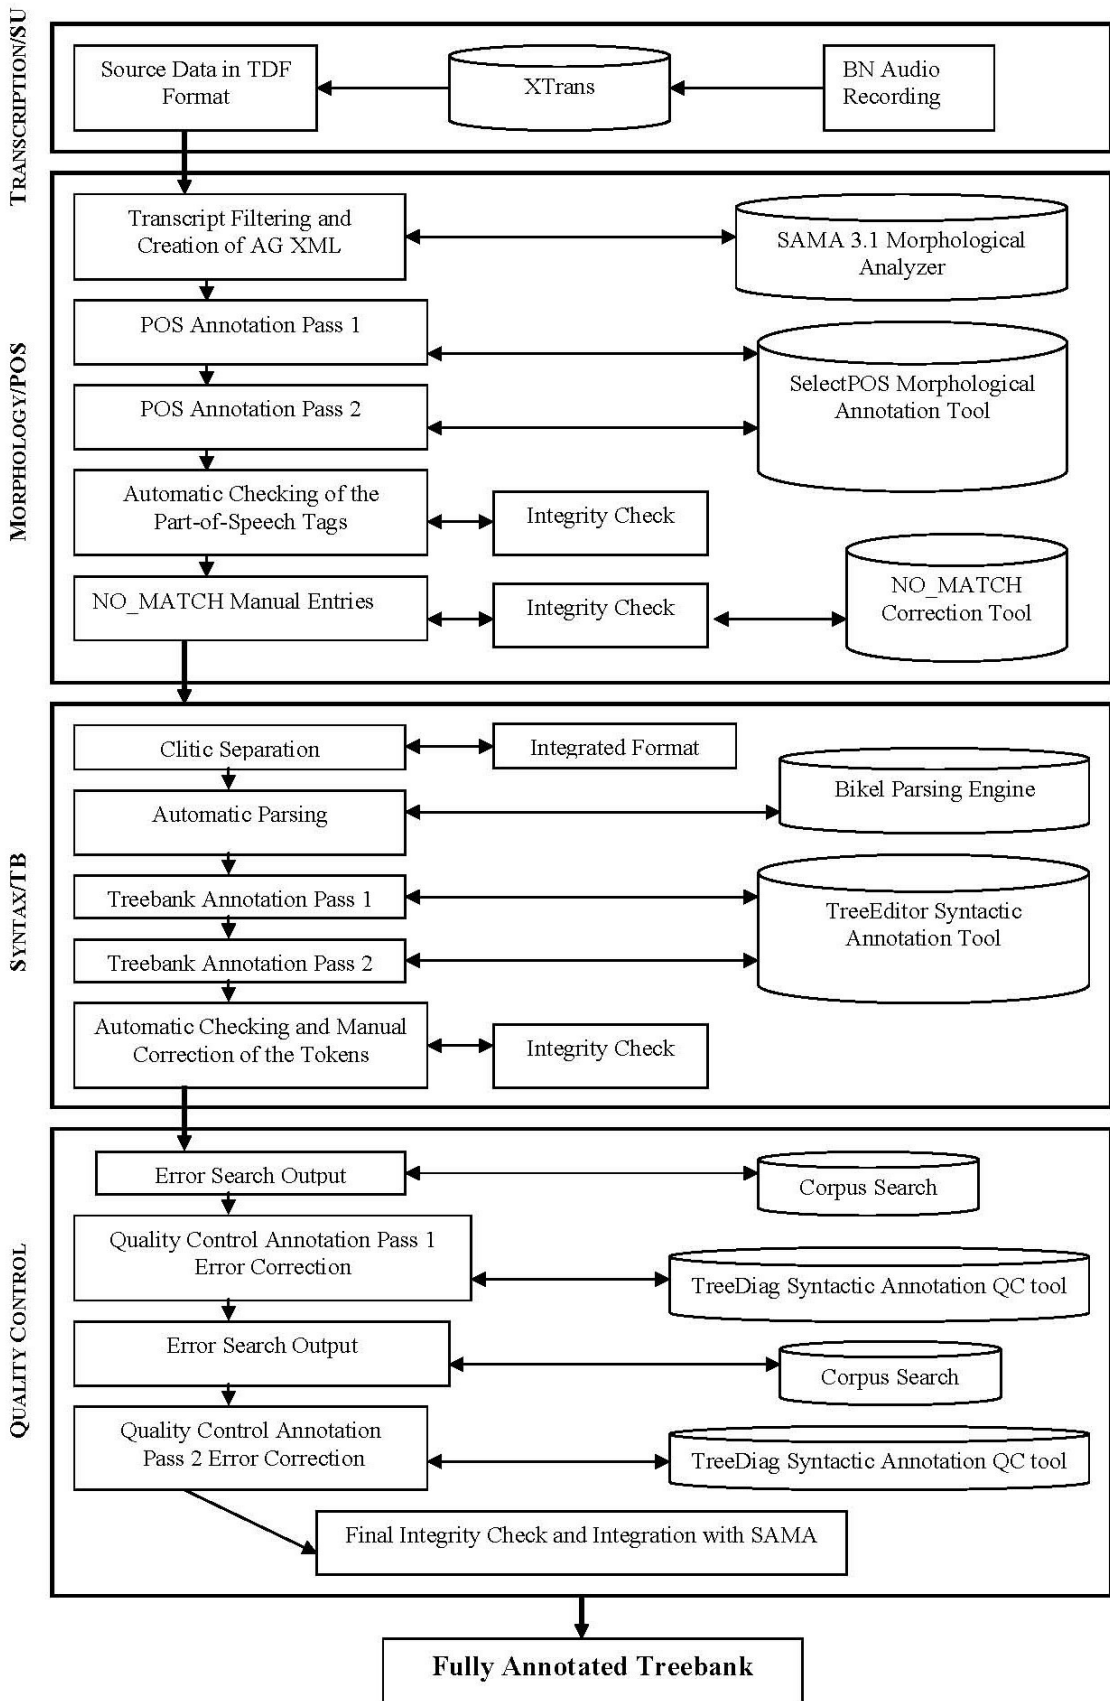 TRANSCRIPTION/SU
Source Data in TDF
Format
XTrans
BN Audio
Recording
MORPHOLOGY/POS
Transcript Filtering and
Creation of AG XML
SAMA 3.1 Morphological
Analyzer
POS Annotation Pass 1
SelectPOS Morphological
Annotation Tool
POS Annotation Pass 2
Automatic Checking of the
Part-of-Speech Tags
Integrity Check
NO_MATCH Manual Entries
Integrity Check
NO_MATCH
Correction Tool
SYNTAX/TB
Clitic Separation
Integrated Format
Automatic Parsing
Bikel Parsing Engine
Treebank Annotation Pass 1
TreeEditor Syntactic
Annotation Tool
Treebank Annotation Pass 2
Automatic Checking and Manual
Correction of the Tokens
Integrity Check
QUALITY CONTROL
Error Search Output
Corpus Search
Quality Control Annotation Pass 1
Error Correction
TreeDiag Syntactic Annotation QC tool
Error Search Output
Corpus Search
Quality Control Annotation
Pass 2 Error Correction
TreeDiag Syntactic Annotation QC tool
Final Integrity Check and Integration with SAMA
Fully Annotated Treebank